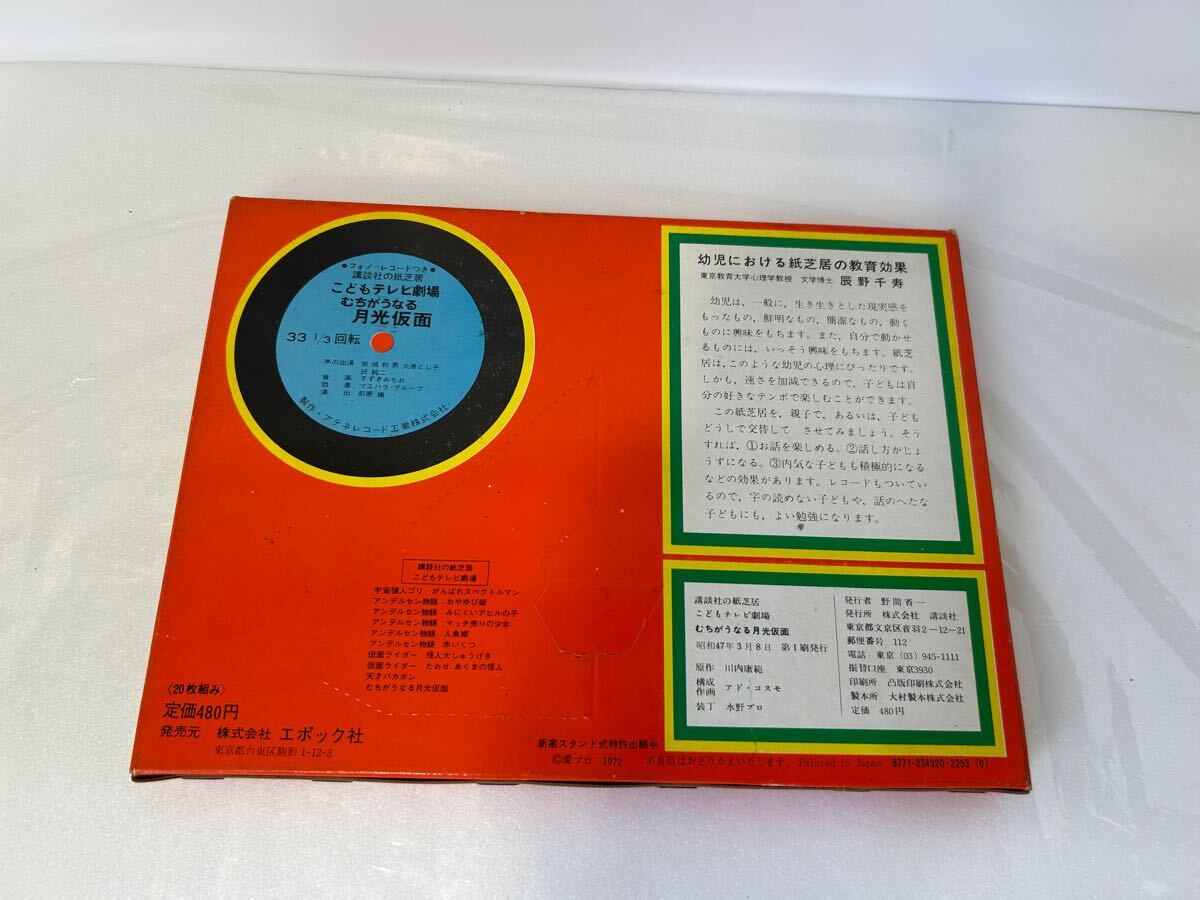 ●フォノーレコードつき●
講談社の紙芝居
こどもテレビ劇場
むちがうなる
月光仮面
33 1/3 回転
声の出演 岩城和男 大港とし子
沢 純二
音楽 すずきみちお
効果 マエハラ・グループ
演出 前原 緒
製作・アテネレコード工業株式会社
講談社の紙芝居
こどもテレビ劇場
宇宙猿人ゴリ がんばれスペクトルマン
アンデルセン物語 おやゆび姫
アンデルセン物語 みにくいアヒルの子
アンデルセン物語 マッチ売りの少女
アンデルセン物語 人魚姫
アンデルセン物語 赤いくつ
仮面ライダー 怪人大しゅうげき
仮面ライダー たおせ あくまの怪人
天才バカボン
むちがうなる月光仮面
(20枚組み)
定価480円
発売元 株式会社 エポック社
東京都台東区駒形 1-12-3
幼児における紙芝居の教育効果
東京教育大学心理学教授 文学博士 辰野千寿
幼児は、一般に、生き生きとした現実感を
もったもの、鮮明なもの、簡潔なもの、動く
ものに興味をもちます。また、自分で動かせ
るものには、いっそう興味をもちます。紙芝
居は、このような幼児の心理にぴったりです。
しかも、速さを加減できるので、子どもは自
分の好きなテンポで楽しむことができます。
この紙芝居を、親子で、あるいは、子ども
どうしで交替して させてみましょう。そう
すれば、①お話を楽しめる。②話し方がじょ
うずになる。③内気な子どもも積極的になる
などの効果があります。レコードもついてい
るので、字の読めない子どもや、話のへたな
子どもにも、よい勉強になります。
講談社の紙芝居
こどもテレビ劇場
むちがうなる月光仮面
昭和47年3月8日 第1刷発行
原作 川内康範
構成
作画 アド・コスモ
装丁 水野プロ
発行者 野間省一
発行所 株式会社 講談社
東京都文京区音羽2-12-21
郵便番号 112
電話・東京 (03) 945-1111
振替口座 東京3930
印刷所 凸版印刷株式会社
製本所 大村製本株式会社
定価 480円
新案スタンド式特許出願中
©愛プロ 1972 不良品はおとりかえいたします。 Printed in Japan 8771-234920-2253 (0)